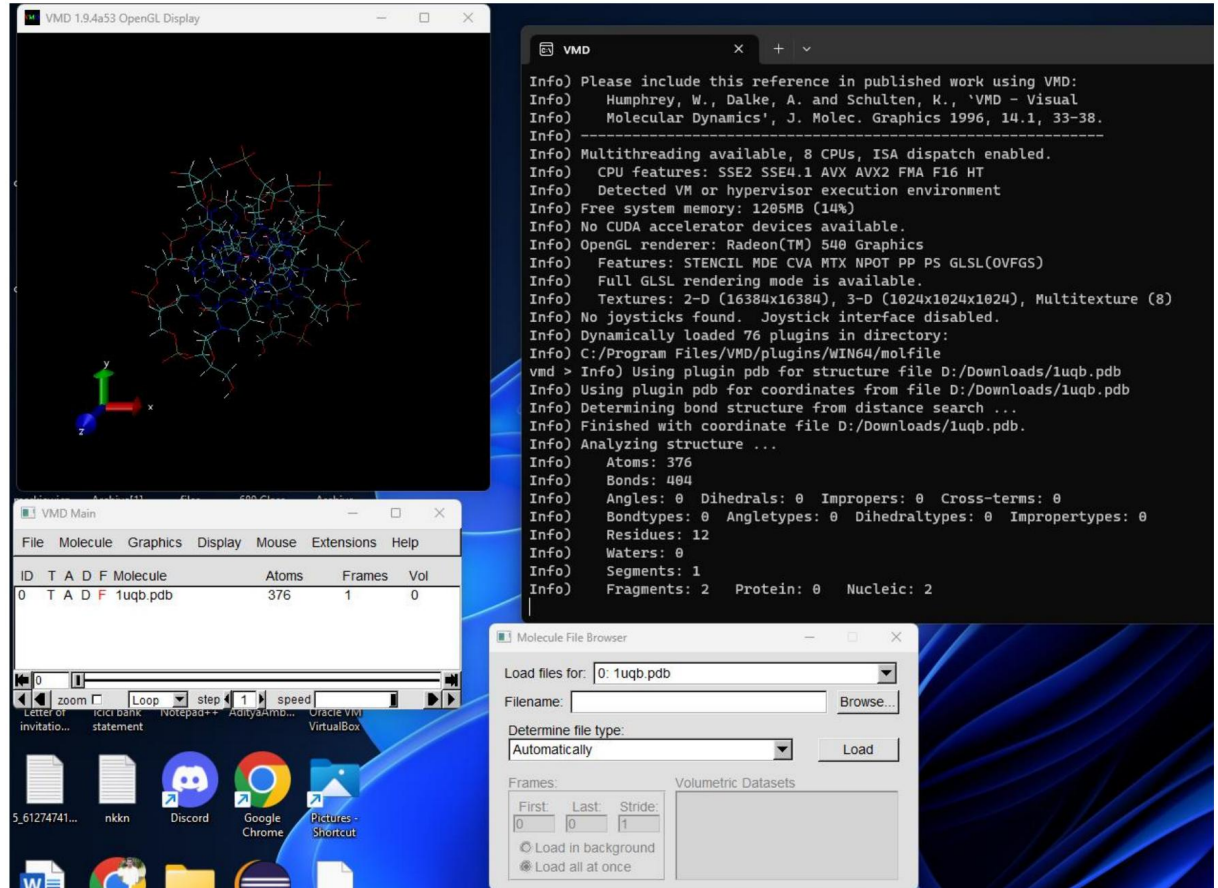 VMD 1.9.4a53 OpenGL Display
y
x
z
VMD
Info) Please include this reference in published work using VMD:
Info) Humphrey, W., Dalke, A. and Schulten, K., `VMD - Visual
Info) Molecular Dynamics', J. Molec. Graphics 1996, 14.1, 33-38.
Info) -------------------------------------------------------------
Info) Multithreading available, 8 CPUs, ISA dispatch enabled.
Info) CPU features: SSE2 SSE4.1 AVX AVX2 FMA F16 HT
Info) Detected VM or hypervisor execution environment
Info) Free system memory: 1205MB (14%)
Info) No CUDA accelerator devices available.
Info) OpenGL renderer: Radeon(TM) 540 Graphics
Info) Features: STENCIL MDE CVA MTX NPOT PP PS GLSL(OVFGS)
Info) Full GLSL rendering mode is available.
Info) Textures: 2-D (16384x16384), 3-D (1024x1024x1024), Multitexture (8)
Info) No joysticks found. Joystick interface disabled.
Info) Dynamically loaded 76 plugins in directory:
Info) C:/Program Files/VMD/plugins/WIN64/molfile
vmd > Info) Using plugin pdb for structure file D:/Downloads/1uqb.pdb
Info) Using plugin pdb for coordinates from file D:/Downloads/1uqb.pdb
Info) Determining bond structure from distance search ...
Info) Finished with coordinate file D:/Downloads/1uqb.pdb.
Info) Analyzing structure ...
Info) Atoms: 376
Info) Bonds: 404
Info) Angles: 0 Dihedrals: 0 Impropers: 0 Cross-terms: 0
Info) Bondtypes: 0 Angletypes: 0 Dihedraltypes: 0 Impropertypes: 0
Info) Residues: 12
Info) Waters: 0
Info) Segments: 1
Info) Fragments: 2 Protein: 0 Nucleic: 2
VMD Main
File Molecule Graphics Display Mouse Extensions Help
ID T A D F Molecule Atoms Frames Vol
0 T A D F 1uqb.pdb 376 1 0
0
zoom Loop step 1 speed
Letter of invitatio...
icici bank statement
Notepad++
AdityaAmb...
Oracle VM VirtualBox
5_61274741...
nkkn
Discord
Google Chrome
Pictures - Shortcut
Molecule File Browser
Load files for: 0: 1uqb.pdb
Filename: Browse...
Determine file type:
Automatically Load
Frames: Volumetric Datasets
First: Last: Stride:
0 0 1
Load in background
Load all at once